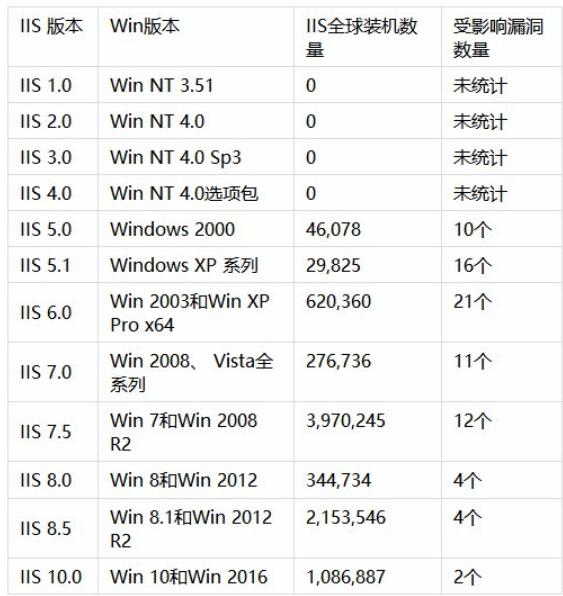 IIS 版本 Win版本 IIS全球装机数量 受影响漏洞数量
IIS 1.0 Win NT 3.51 0 未统计
IIS 2.0 Win NT 4.0 0 未统计
IIS 3.0 Win NT 4.0 Sp3 0 未统计
IIS 4.0 Win NT 4.0选项包 0 未统计
IIS 5.0 Windows 2000 46,078 10个
IIS 5.1 Windows XP 系列 29,825 16个
IIS 6.0 Win 2003和Win XP Pro x64 620,360 21个
IIS 7.0 Win 2008、 Vista全系列 276,736 11个
IIS 7.5 Win 7和Win 2008 R2 3,970,245 12个
IIS 8.0 Win 8和Win 2012 344,734 4个
IIS 8.5 Win 8.1和Win 2012 R2 2,153,546 4个
IIS 10.0 Win 10和Win 2016 1,086,887 2个